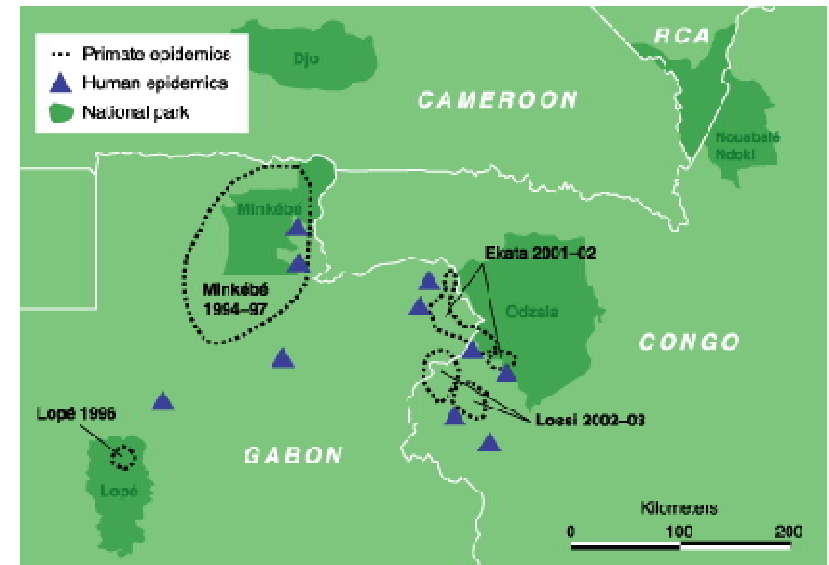 Primate epidemics
Human epidemics
National park
Djo
RCA
CAMEROON
Nouabalé
Ndoki
Minkébé
Ekata 2001–02
Minkébé
1994–97
Odzala
CONGO
Lopé 1996
Lossi 2002–03
GABON
Lopé
Kilometers
0 100 200